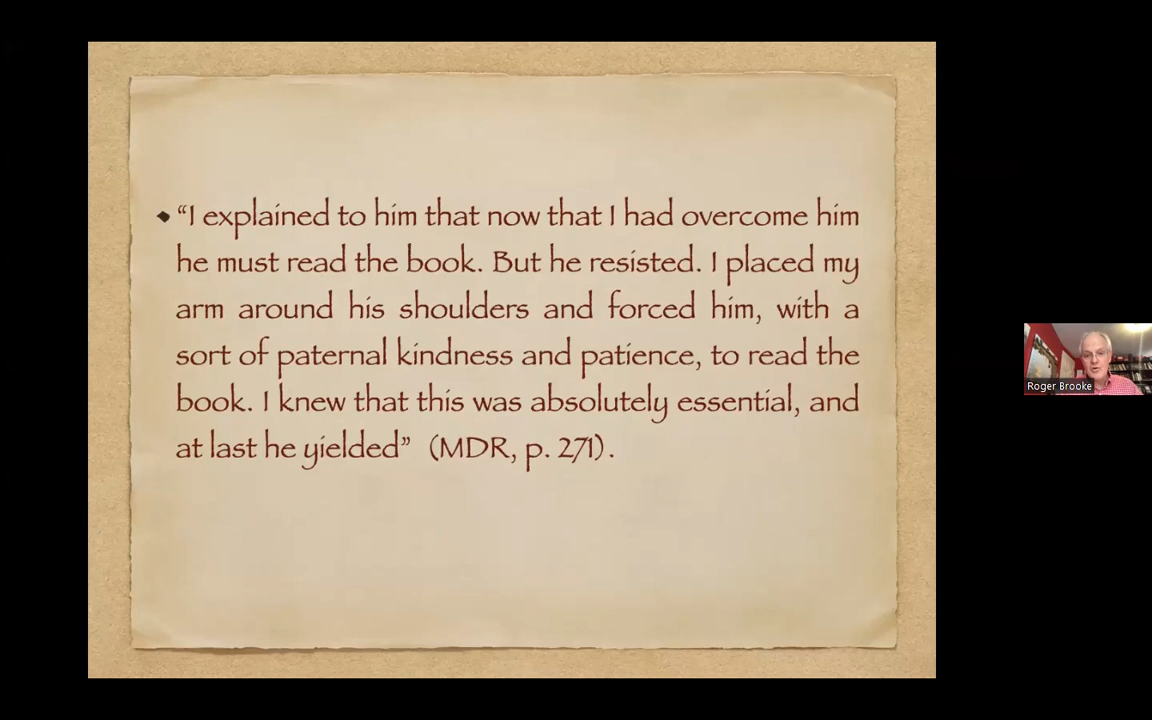 “I explained to him that now that I had overcome him
he must read the book. But he resisted. I placed my
arm around his shoulders and forced him, with a
sort of paternal kindness and patience, to read the
book. I knew that this was absolutely essential, and
at last he yielded” (MDR, p. 271).
Roger Brooke